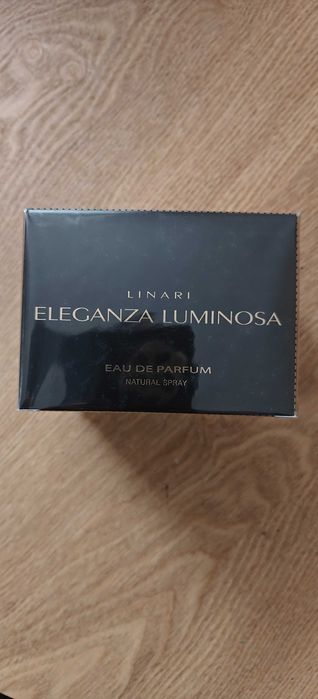 LINARI
ELEGANZA LUMINOSA
EAU DE PARFUM
NATURAL SPRAY